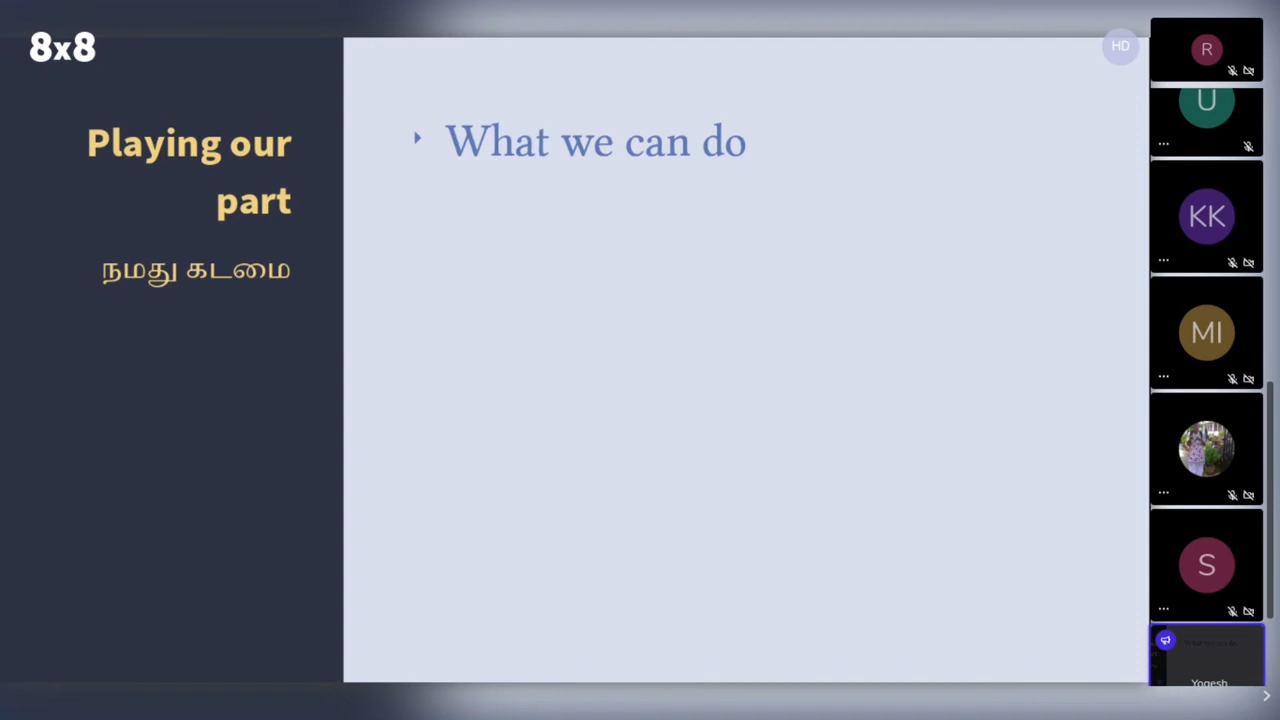 8x8
Playing our
part
நமது கடமை
What we can do
HD
R
U
KK
MI
S
Yogesh